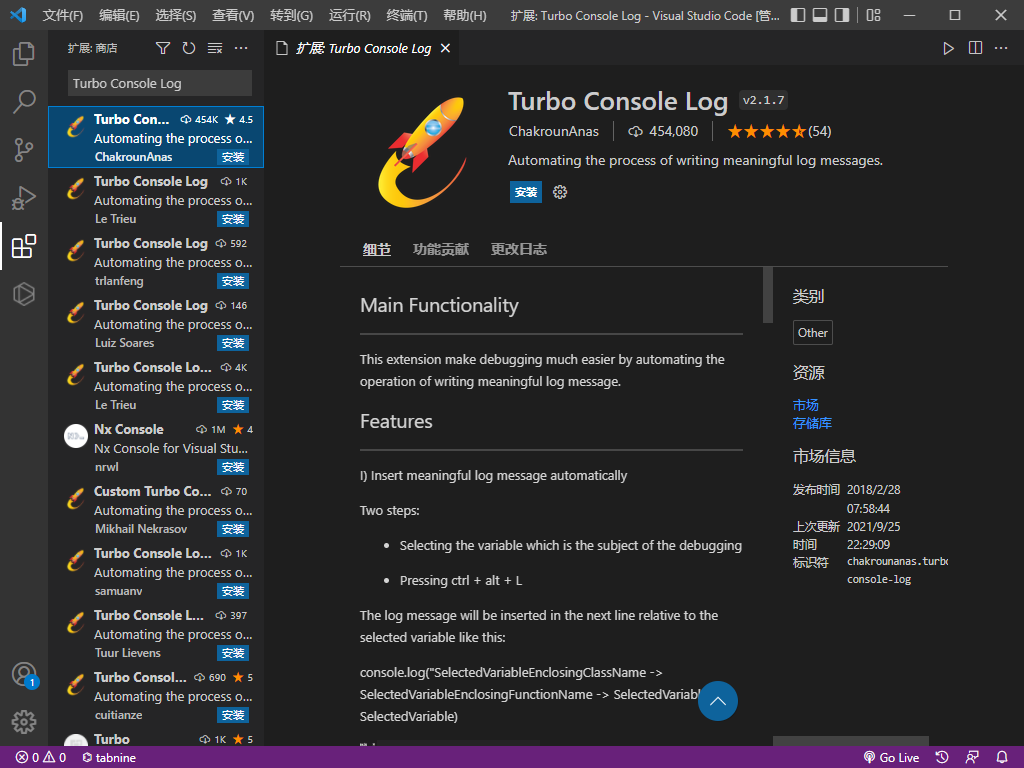 文件(F) 编辑(E) 选择(S) 查看(V) 转到(G) 运行(R) 终端(T) 帮助(H) 扩展: Turbo Console Log - Visual Studio Code [管...
扩展: 商店
扩展: Turbo Console Log
Turbo Console Log
Turbo Con... 454K 4.5
Automating the process o...
ChakrounAnas 安装
Turbo Console Log 1K
Automating the process o...
Le Trieu 安装
Turbo Console Log 592
Automating the process o...
trlanfeng 安装
Turbo Console Log 146
Automating the process o...
Luiz Soares 安装
Turbo Console Lo... 4K
Automating the process o...
Le Trieu 安装
Nx Console 1M 4
Nx Console for Visual Stu...
nrwl 安装
Custom Turbo Co... 70
Automating the process o...
Mikhail Nekrasov 安装
Turbo Console Lo... 1K
Automating the process o...
samuanv 安装
Turbo Console L... 397
Automating the process o...
Tuur Lievens 安装
Turbo Consol... 690 5
Automating the process o...
cuitianze 安装
Turbo 1K 5
Turbo Console Log v2.1.7
ChakrounAnas 454,080 (54)
Automating the process of writing meaningful log messages.
安装
细节 功能贡献 更改日志
Main Functionality
This extension make debugging much easier by automating the
operation of writing meaningful log message.
Features
I) Insert meaningful log message automatically
Two steps:
• Selecting the variable which is the subject of the debugging
• Pressing ctrl + alt + L
The log message will be inserted in the next line relative to the
selected variable like this:
console.log("SelectedVariableEnclosingClassName ->
SelectedVariableEnclosingFunctionName -> SelectedVariab
SelectedVariable)
类别
Other
资源
市场
存储库
市场信息
发布时间 2018/2/28
07:58:44
上次更新 2021/9/25
时间 22:29:09
标识符 chakrounanas.turbo
console-log
1
0 0 tabnine Go Live